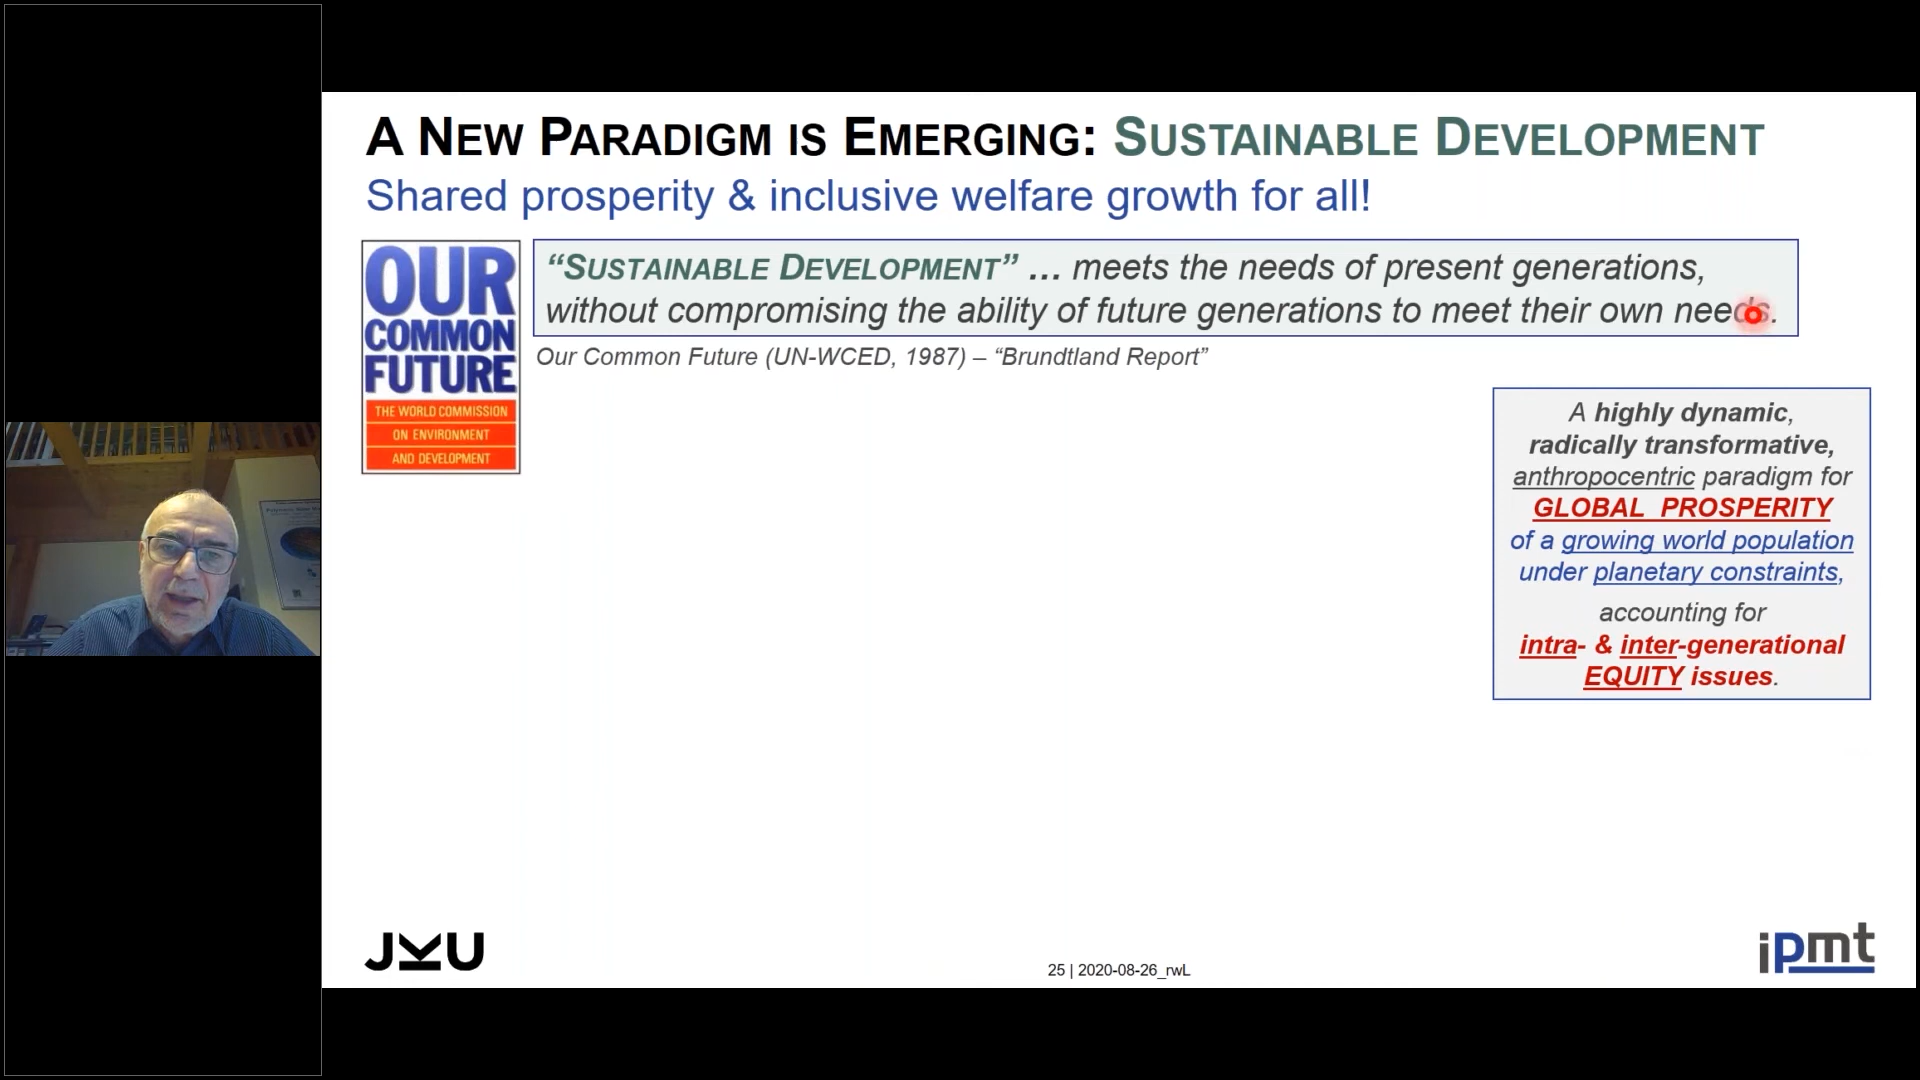 A NEW PARADIGM IS EMERGING: SUSTAINABLE DEVELOPMENT
Shared prosperity & inclusive welfare growth for all!
OUR
COMMON
FUTURE
THE WORLD COMMISSION
ON ENVIRONMENT
AND DEVELOPMENT
“SUSTAINABLE DEVELOPMENT” … meets the needs of present generations,
without compromising the ability of future generations to meet their own needs.
Our Common Future (UN-WCED, 1987) – “Brundtland Report”
A highly dynamic,
radically transformative,
anthropocentric paradigm for
GLOBAL PROSPERITY
of a growing world population
under planetary constraints,
accounting for
intra- & inter-generational
EQUITY issues.
JKU
25 | 2020-08-26_rwL
ipmt